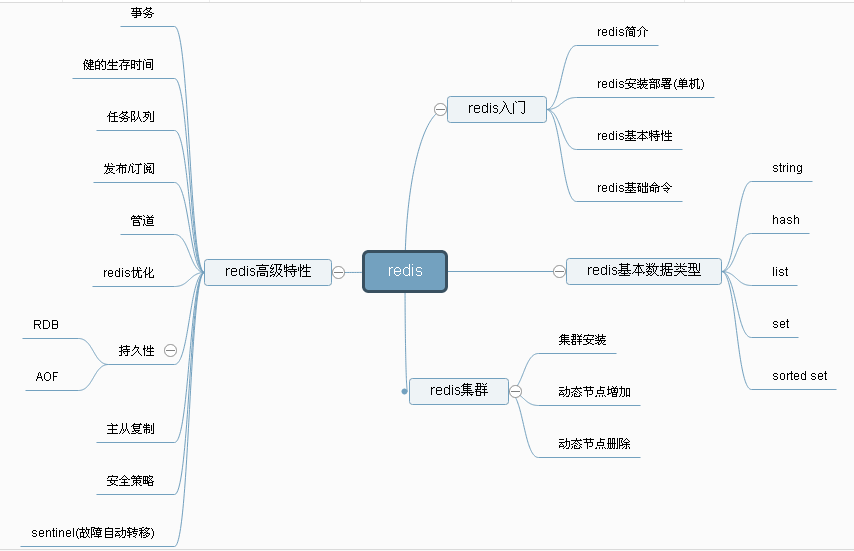 redis
redis入门
redis简介
redis安装部署(单机)
redis基本特性
redis基础命令
redis基本数据类型
string
hash
list
set
sorted set
redis集群
集群安装
动态节点增加
动态节点删除
redis高级特性
事务
健的生存时间
任务队列
发布/订阅
管道
redis优化
持久性
RDB
AOF
主从复制
安全策略
sentinel(故障自动转移)